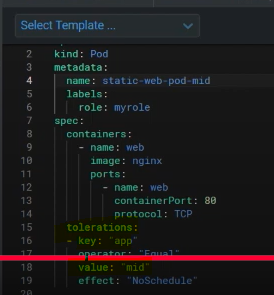 Select Template ...
2 kind: Pod
3 metadata:
4 name: static-web-pod-mid
5 labels:
6 role: myrole
7 spec:
8 containers:
9 - name: web
10 image: nginx
11 ports:
12 - name: web
13 containerPort: 80
14 protocol: TCP
15 tolerations:
16 - key: "app"
17 operator: "Equal"
18 value: "mid"
19 effect: "NoSchedule"
20